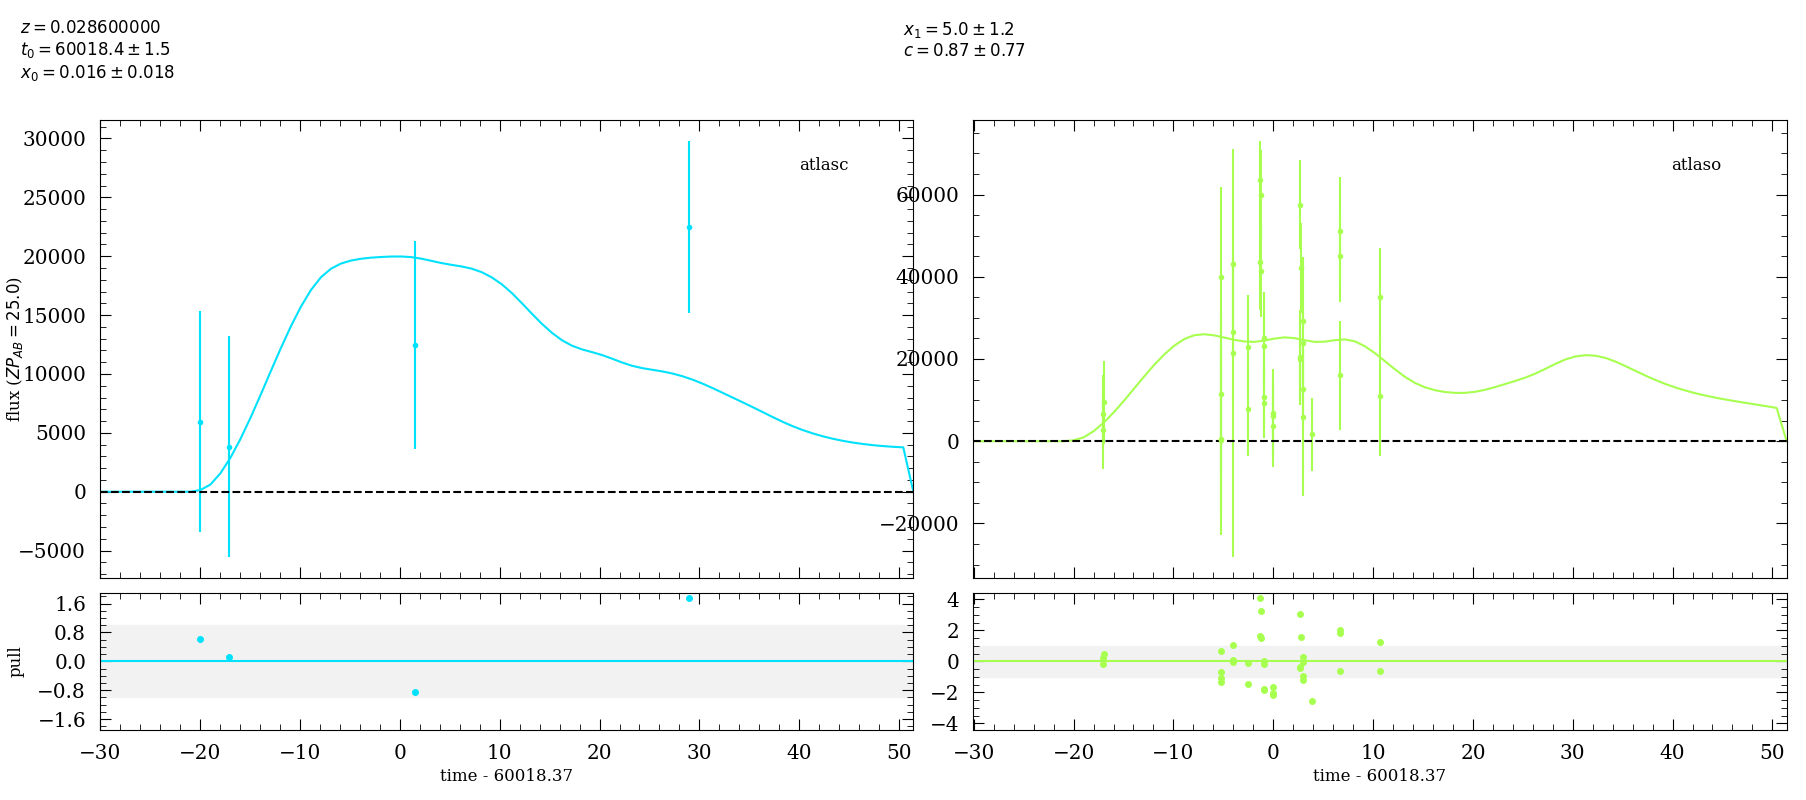 z = 0.028600000
t₀ = 60018.4 ± 1.5
x₀ = 0.016 ± 0.018
x₁ = 5.0 ± 1.2
c = 0.87 ± 0.77
atlasc
30000
25000
20000
15000
10000
5000
0
−5000
flux (ZP_AB = 25.0)
atlaso
60000
40000
20000
0
−20000
1.6
0.8
0.0
−0.8
−1.6
pull
4
2
0
−2
−4
−30 −20 −10 0 10 20 30 40 50
time - 60018.37
−30 −20 −10 0 10 20 30 40 50
time - 60018.37